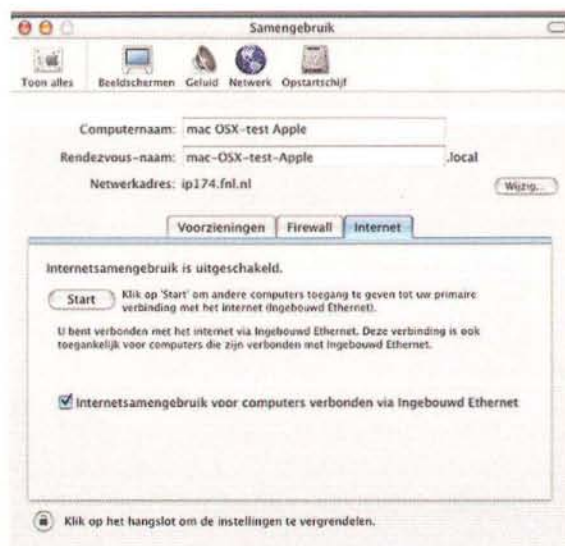 Samengebruik
Toon alles Beeldschermen Geluid Netwerk Opstartschijf
Computernaam: mac OSX-test Apple
Rendezvous-naam: mac-OSX-test-Apple .local
Netwerkadres: ip174.fnl.nl Wijzig...
Voorzieningen Firewall Internet
Internetsamengebruik is uitgeschakeld.
Start Klik op 'Start' om andere computers toegang te geven tot uw primaire
verbinding met het internet (Ingebouwd Ethernet).
U bent verbonden met het internet via Ingebouwd Ethernet. Deze verbinding is ook
toegankelijk voor computers die zijn verbonden met Ingebouwd Ethernet.
Internetsamengebruik voor computers verbonden via Ingebouwd Ethernet
Klik op het hangslot om de instellingen te vergrendelen.